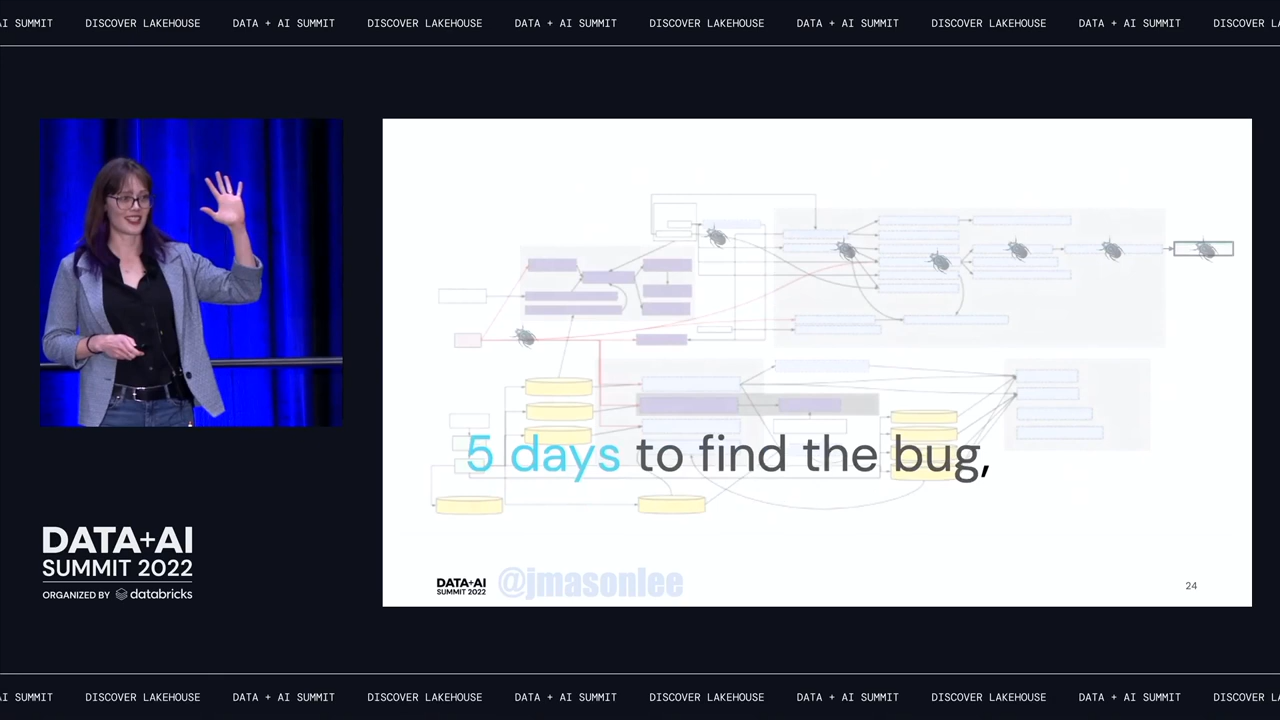 AI SUMMIT DISCOVER LAKEHOUSE DATA + AI SUMMIT DISCOVER LAKEHOUSE DATA + AI SUMMIT DISCOVER LAKEHOUSE DATA + AI SUMMIT DISCOVER LAKEHOUSE DATA + AI SUMMIT DISCOVER
5 days to find the bug,
DATA+AI
SUMMIT 2022
@jmasonlee
24
DATA+AI
SUMMIT 2022
ORGANIZED BY databricks
AI SUMMIT DISCOVER LAKEHOUSE DATA + AI SUMMIT DISCOVER LAKEHOUSE DATA + AI SUMMIT DISCOVER LAKEHOUSE DATA + AI SUMMIT DISCOVER LAKEHOUSE DATA + AI SUMMIT DISCOVER